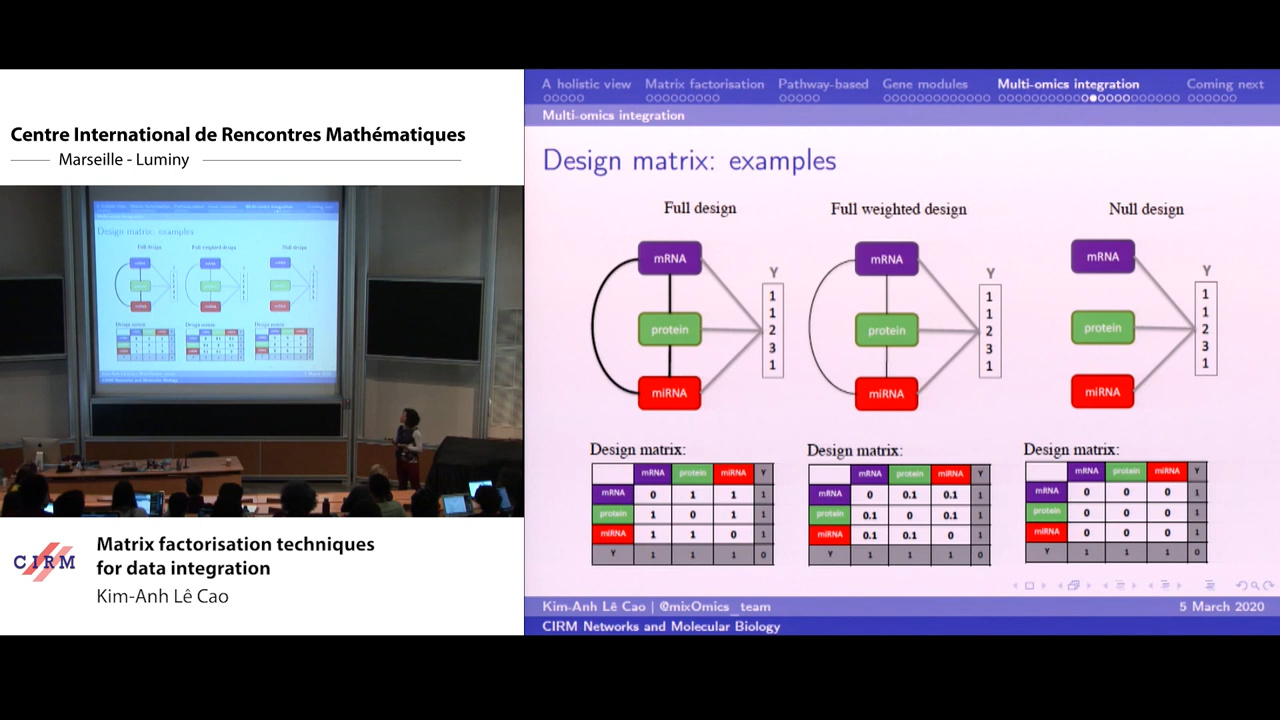 Centre International de Rencontres Mathématiques
Marseille - Luminy
CIRM
Matrix factorisation techniques
for data integration
Kim-Anh Lê Cao
A holistic view Matrix factorisation Pathway-based Gene modules Multi-omics integration Coming next
Multi-omics integration
Design matrix: examples
Full design
mRNA
protein
miRNA
Y
1
1
2
3
1
Design matrix:
mRNA protein miRNA Y
mRNA 0 1 1 1
protein 1 0 1 1
miRNA 1 1 0 1
Y 1 1 1 0
Full weighted design
mRNA
protein
miRNA
Y
1
1
2
3
1
Design matrix:
mRNA protein miRNA Y
mRNA 0 0.1 0.1 1
protein 0.1 0 0.1 1
miRNA 0.1 0.1 0 1
Y 1 1 1 0
Null design
mRNA
protein
miRNA
Y
1
1
2
3
1
Design matrix:
mRNA protein miRNA Y
mRNA 0 0 0 1
protein 0 0 0 1
miRNA 0 0 0 1
Y 1 1 1 0
Kim-Anh Lê Cao | @mixOmics_team 5 March 2020
CIRM Networks and Molecular Biology